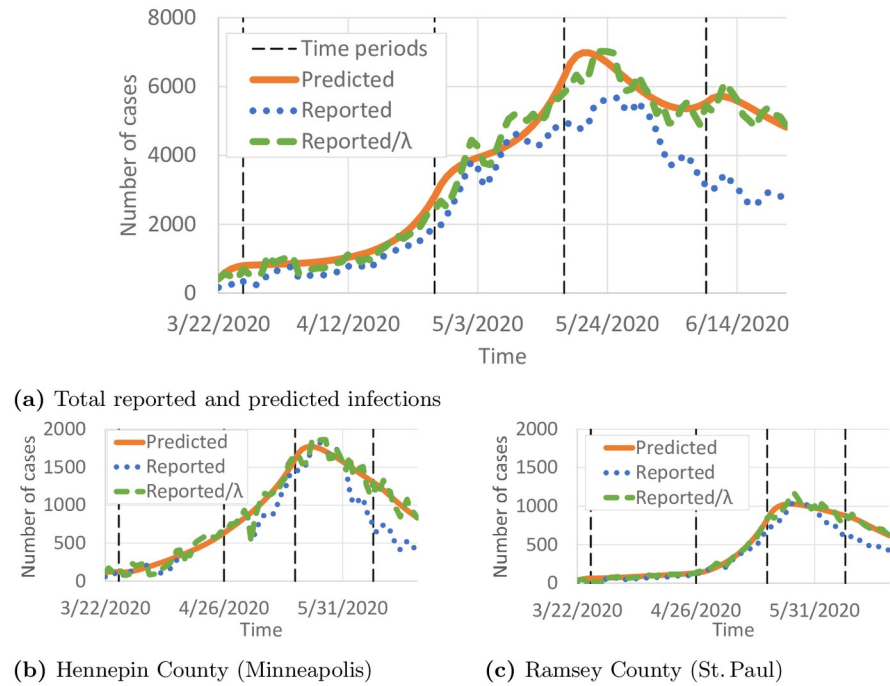 8000
6000
4000
2000
0
Number of cases
Time periods
Predicted
Reported
Reported/λ
3/22/2020 4/12/2020 5/3/2020 5/24/2020 6/14/2020
Time
(a) Total reported and predicted infections
2000
1500
1000
500
0
Number of cases
Predicted
Reported
Reported/λ
3/22/2020 4/26/2020 5/31/2020
Time
(b) Hennepin County (Minneapolis)
2000
1500
1000
500
0
Number of cases
Predicted
Reported
Reported/λ
3/22/2020 4/26/2020 5/31/2020
Time
(c) Ramsey County (St. Paul)